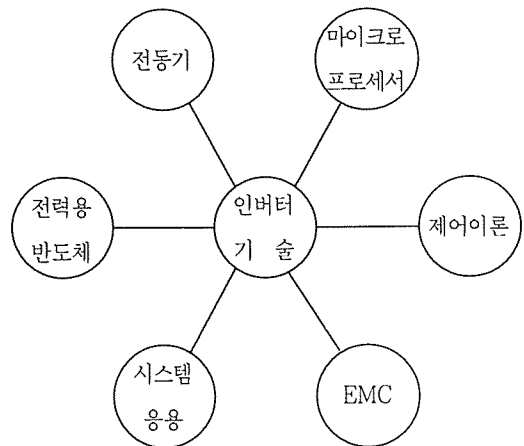 전동기
마이크로
프로세서
전력용
반도체
인버터
기 술
제어이론
시스템
응용
EMC